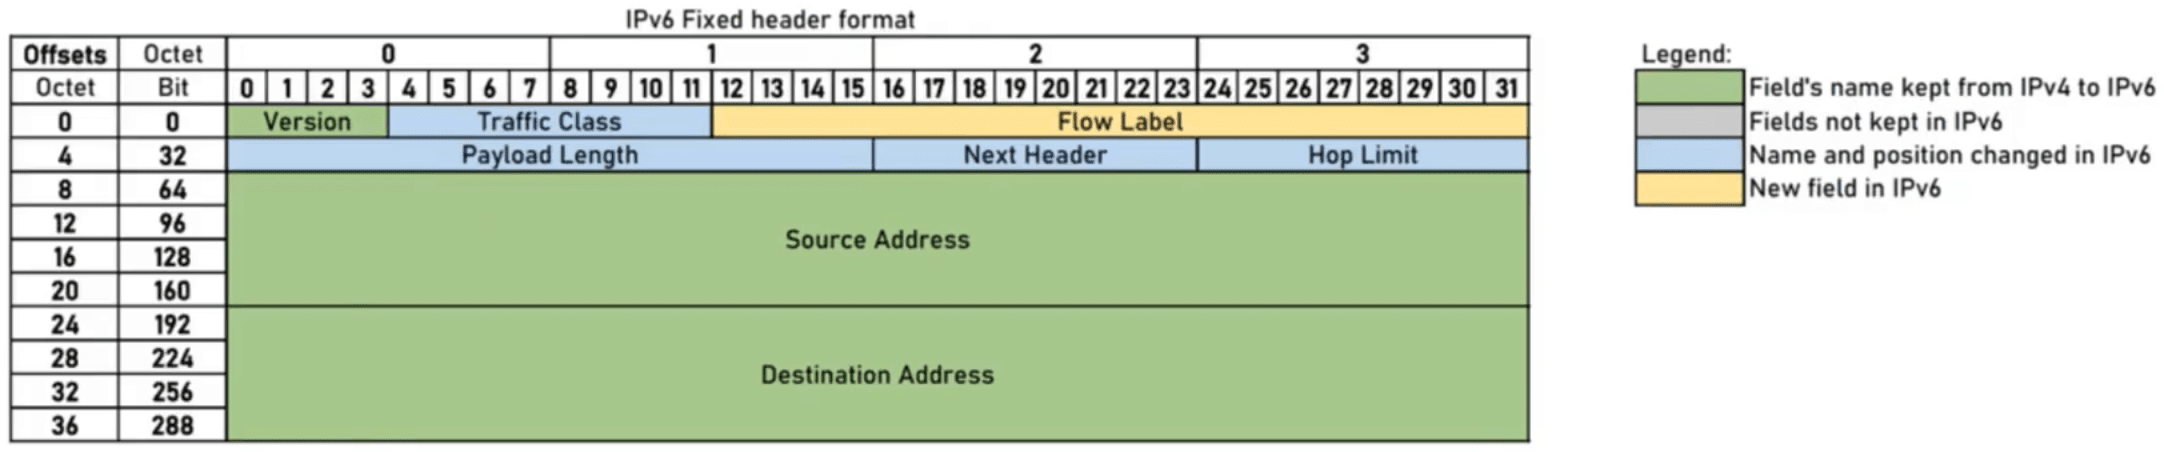 IPv6 Fixed header format
Offsets Octet 0 1 2 3
Octet Bit 0 1 2 3 4 5 6 7 8 9 10 11 12 13 14 15 16 17 18 19 20 21 22 23 24 25 26 27 28 29 30 31
0 0 Version Traffic Class Flow Label
4 32 Payload Length Next Header Hop Limit
8 64
12 96
Source Address
16 128
20 160
24 192
28 224
Destination Address
32 256
36 288
Legend:
Field's name kept from IPv4 to IPv6
Fields not kept in IPv6
Name and position changed in IPv6
New field in IPv6